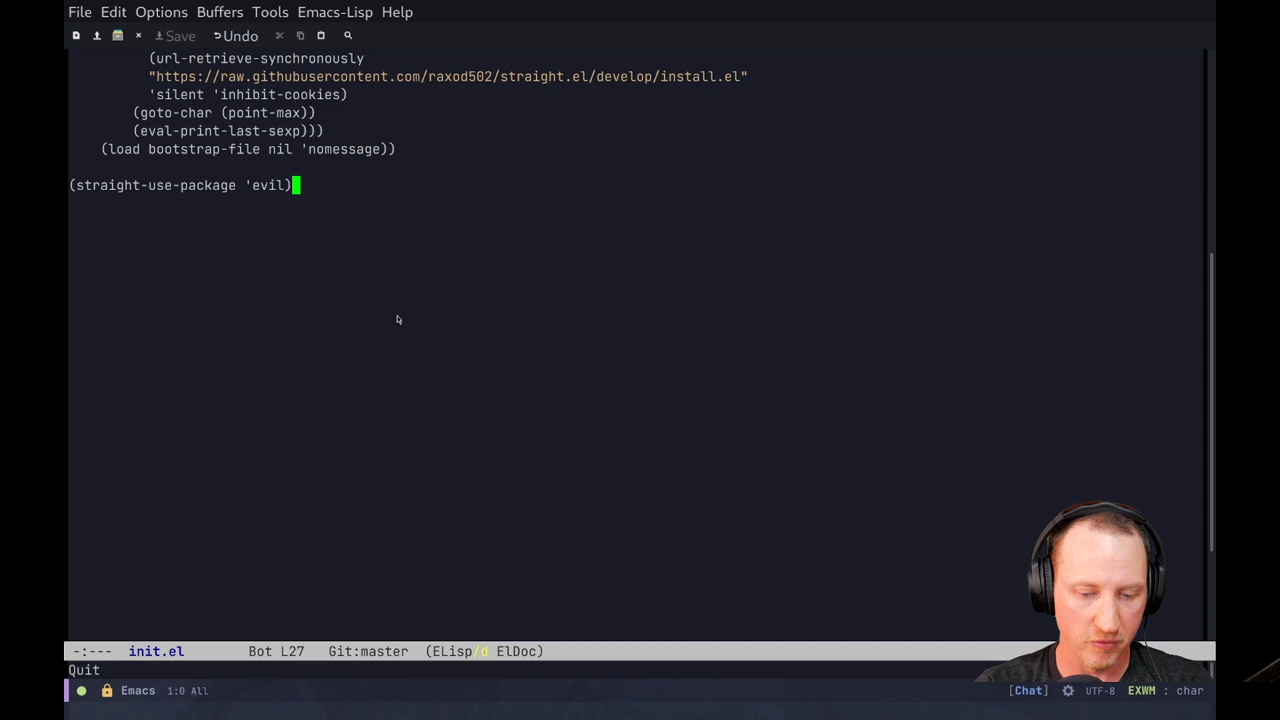 File Edit Options Buffers Tools Emacs-Lisp Help
Save Undo
(url-retrieve-synchronously
"https://raw.githubusercontent.com/raxod502/straight.el/develop/install.el"
'silent 'inhibit-cookies)
(goto-char (point-max))
(eval-print-last-sexp)))
(load bootstrap-file nil 'nomessage))
(straight-use-package 'evil)
-:--- init.el Bot L27 Git:master (ELisp/d ElDoc)
Quit
Emacs 1:0 All [Chat] UTF-8 EXWM : char